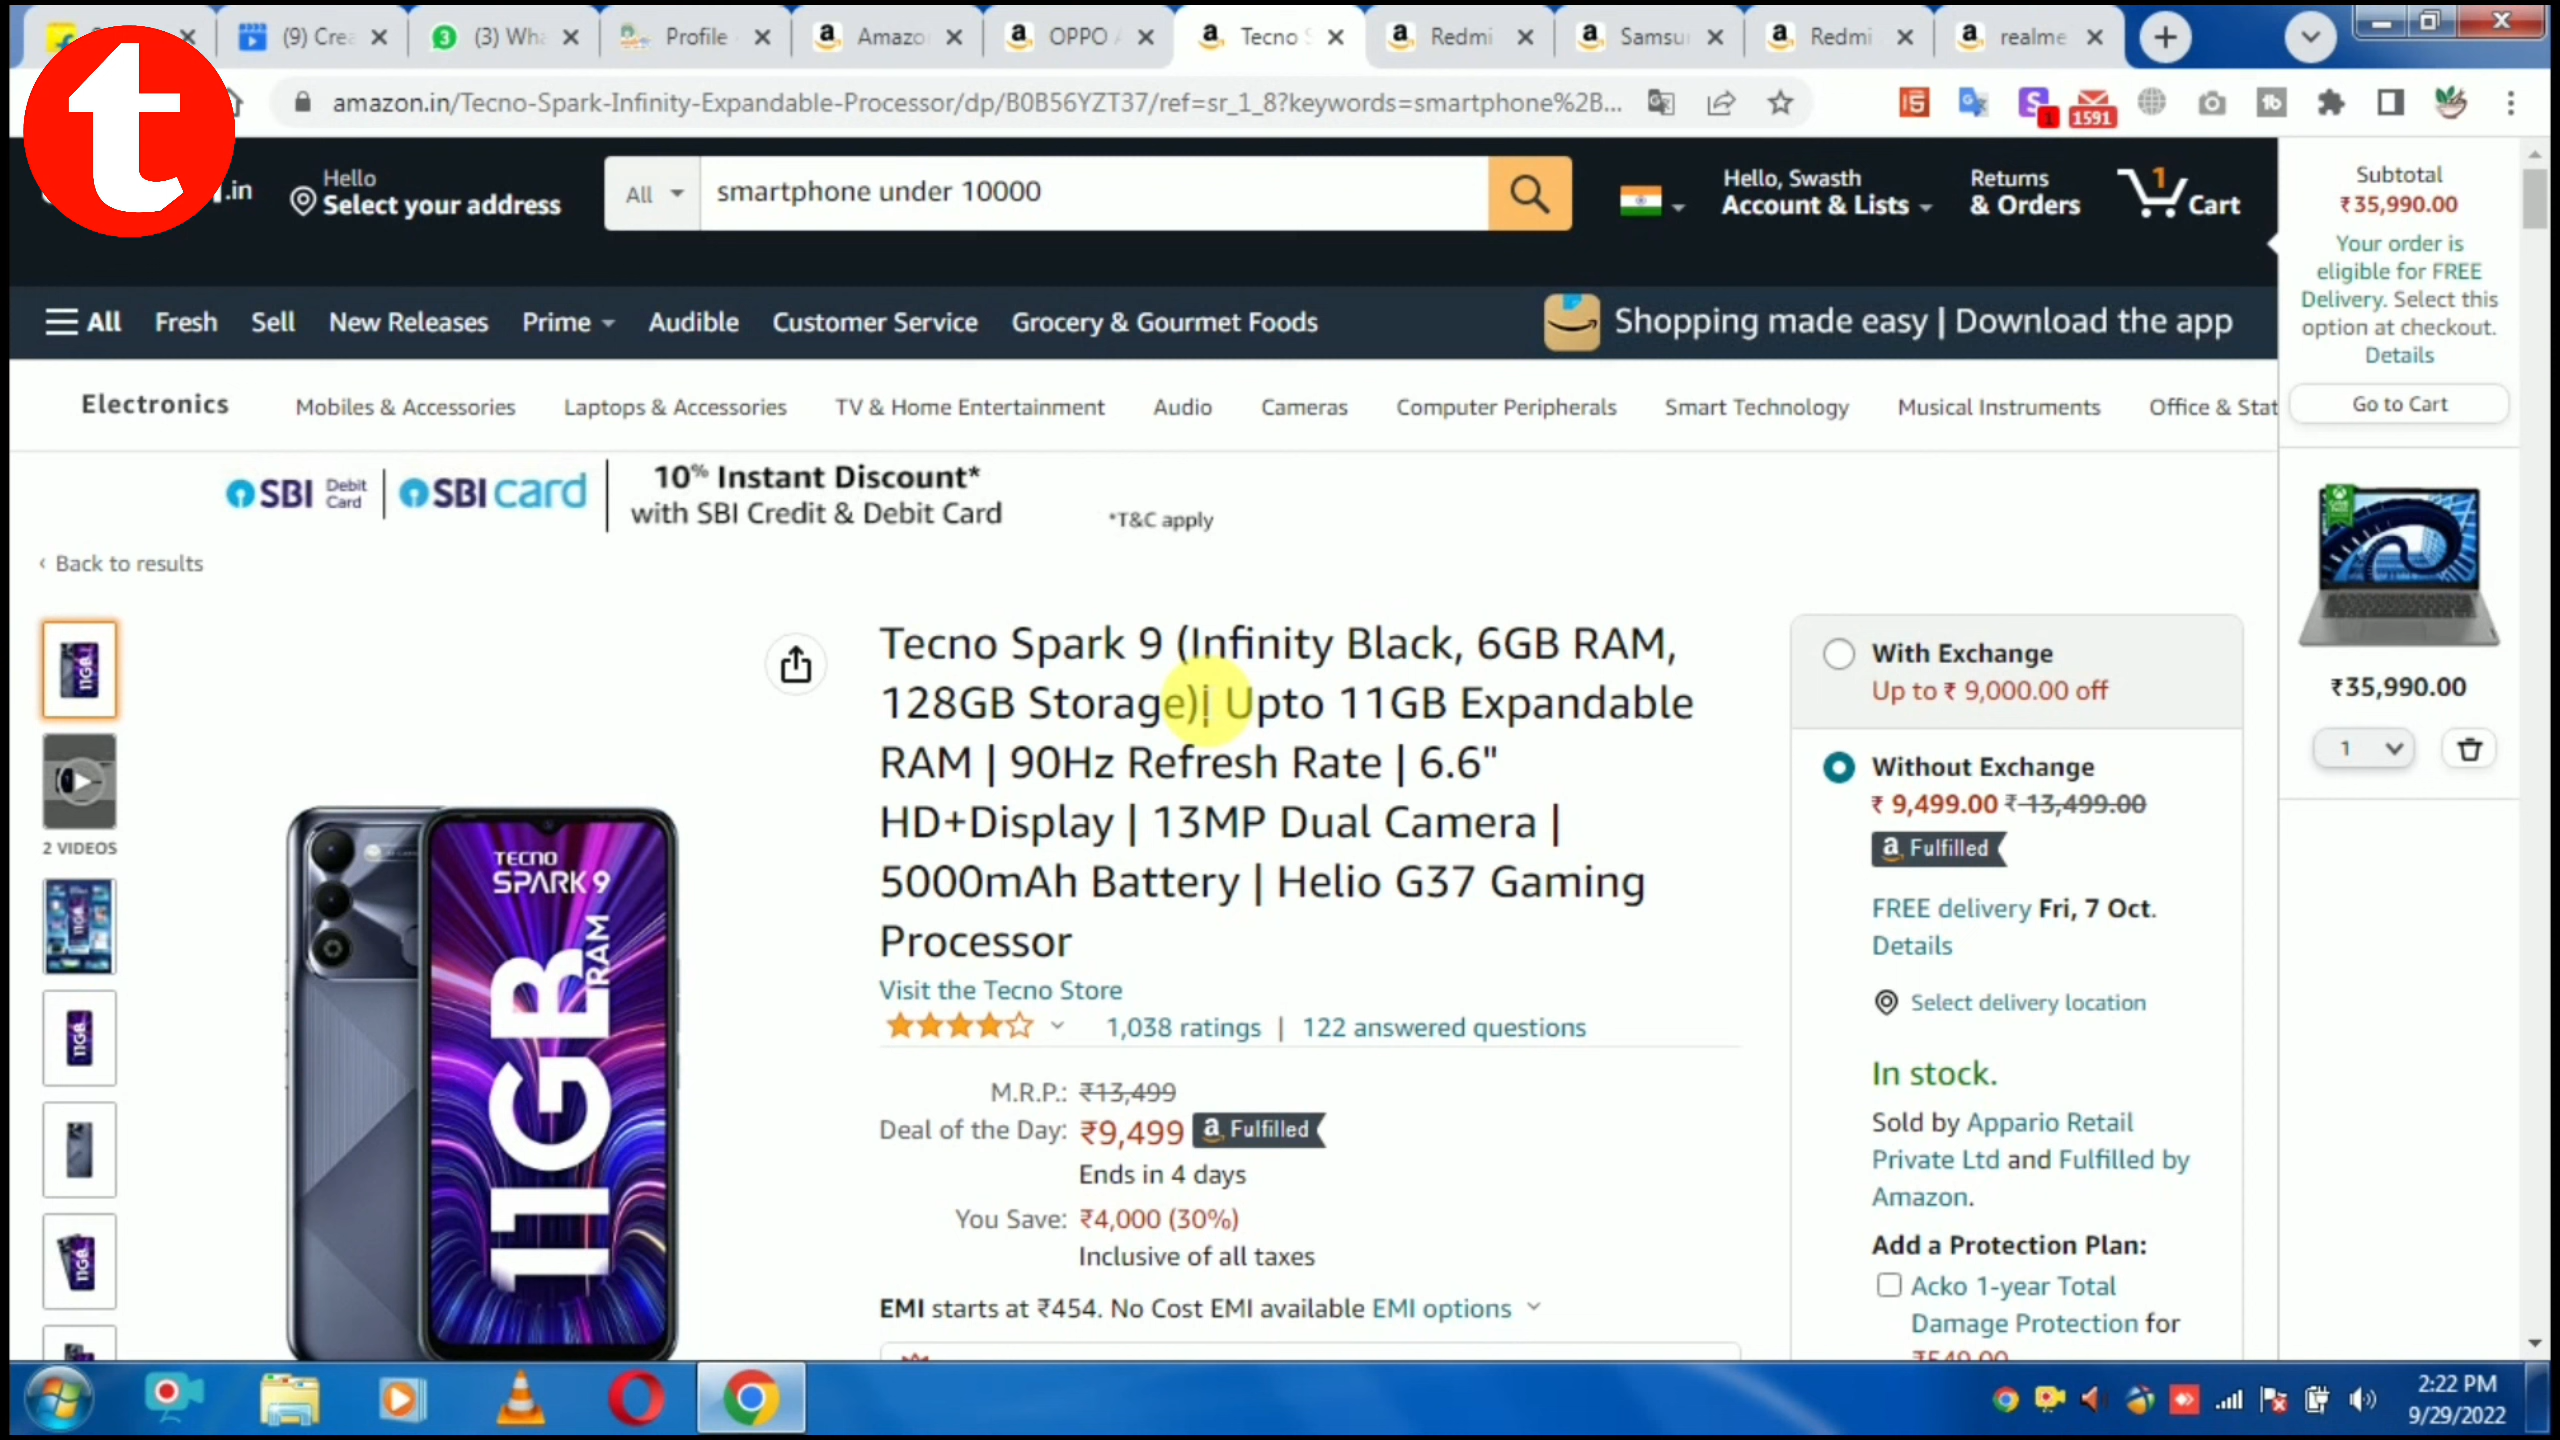 (9) Crea
(3) Wha
Profile
Amazo
OPPO
Tecno S
Redmi
Samsu
Redmi
realme
t
amazon.in/Tecno-Spark-Infinity-Expandable-Processor/dp/B0B56YZT37/ref=sr_1_8?keywords=smartphone%2B...
1
1591
.in
Hello
Select your address
All
smartphone under 10000
Hello, Swasth
Account & Lists
Returns
& Orders
1
Cart
Subtotal
₹35,990.00
Your order is
eligible for FREE
Delivery. Select this
option at checkout.
Details
Go to Cart
₹35,990.00
1
All Fresh Sell New Releases Prime Audible Customer Service Grocery & Gourmet Foods
Shopping made easy | Download the app
Electronics Mobiles & Accessories Laptops & Accessories TV & Home Entertainment Audio Cameras Computer Peripherals Smart Technology Musical Instruments Office & Stat
SBI Debit Card | SBI card
10% Instant Discount*
with SBI Credit & Debit Card
*T&C apply
‹ Back to results
11GB
2 VIDEOS
11GB
11GB
TECNO
SPARK 9
11GB RAM
Tecno Spark 9 (Infinity Black, 6GB RAM,
128GB Storage)| Upto 11GB Expandable
RAM | 90Hz Refresh Rate | 6.6"
HD+Display | 13MP Dual Camera |
5000mAh Battery | Helio G37 Gaming
Processor
Visit the Tecno Store
1,038 ratings | 122 answered questions
M.R.P.: ₹13,499
Deal of the Day: ₹9,499 a Fulfilled
Ends in 4 days
You Save: ₹4,000 (30%)
Inclusive of all taxes
EMI starts at ₹454. No Cost EMI available EMI options
With Exchange
Up to ₹ 9,000.00 off
Without Exchange
₹ 9,499.00 ₹ 13,499.00
a Fulfilled
FREE delivery Fri, 7 Oct.
Details
Select delivery location
In stock.
Sold by Appario Retail
Private Ltd and Fulfilled by
Amazon.
Add a Protection Plan:
Acko 1-year Total
Damage Protection for
₹549.00
2:22 PM
9/29/2022